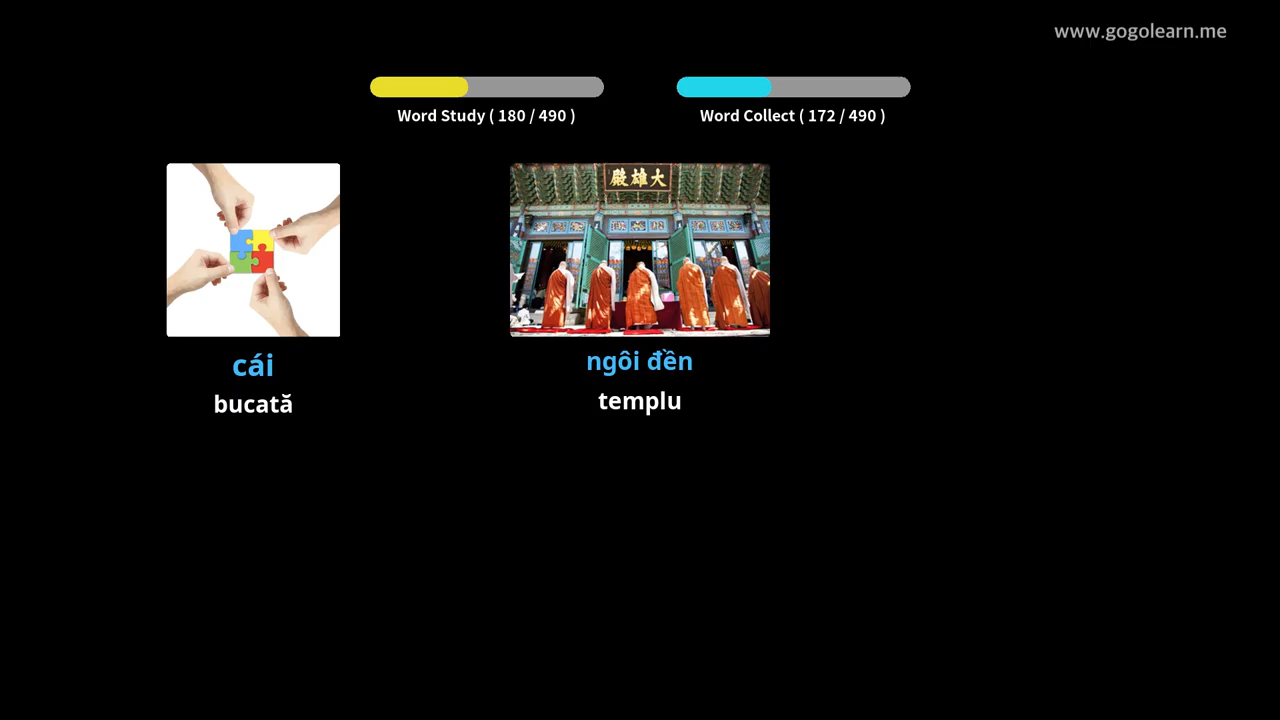 www.gogolearn.me
Word Study ( 180 / 490 )
Word Collect ( 172 / 490 )
殿雄大
cái
bucată
ngôi đền
templu